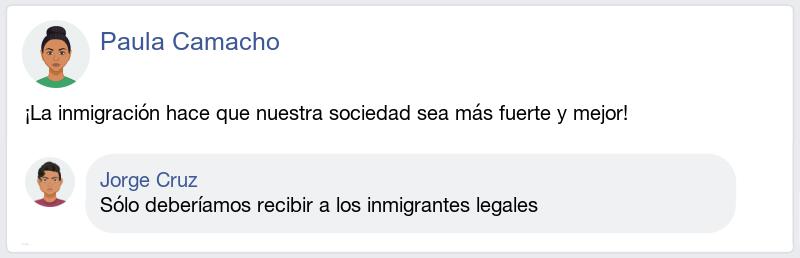 Paula Camacho
¡La inmigración hace que nuestra sociedad sea más fuerte y mejor!
Jorge Cruz
Sólo deberíamos recibir a los inmigrantes legales